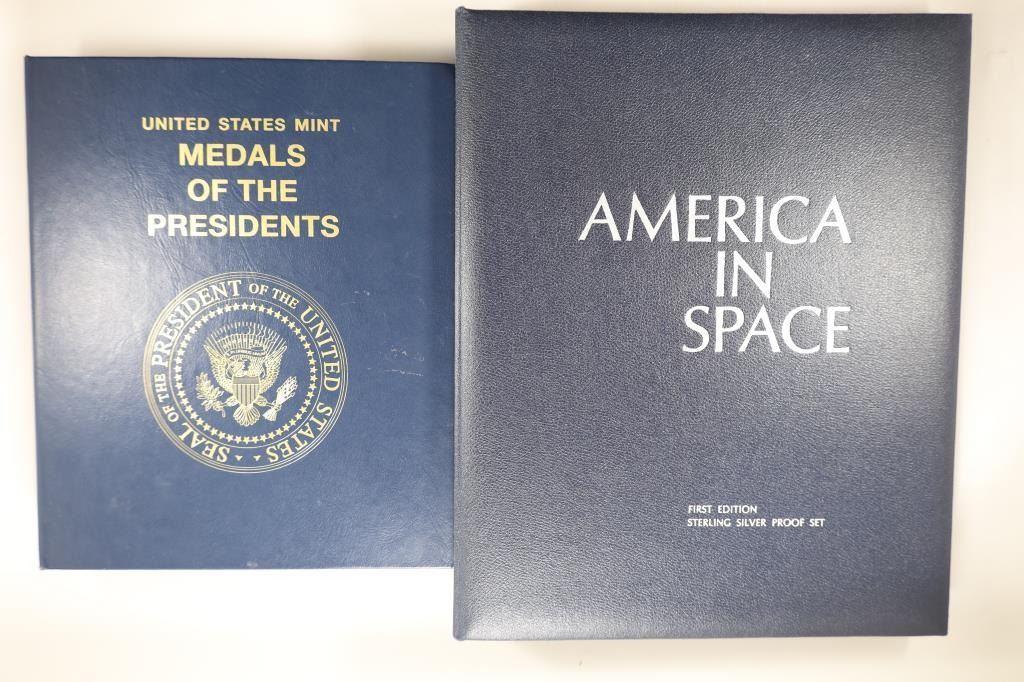 UNITED STATES MINT
MEDALS
OF THE
PRESIDENTS
SEAL OF THE PRESIDENT OF THE UNITED STATES
AMERICA
IN
SPACE
FIRST EDITION
STERLING SILVER PROOF SET